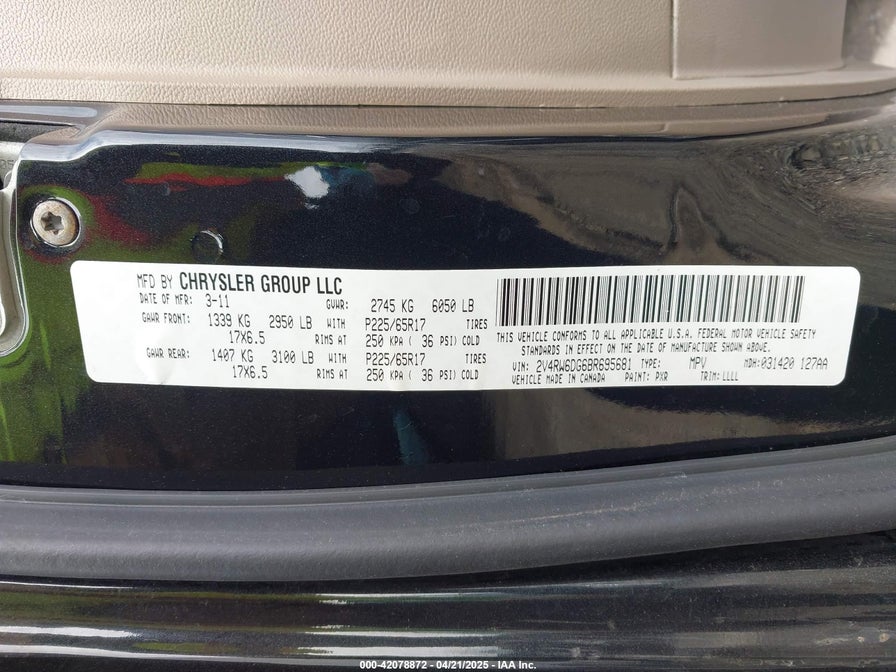 MFD BY CHRYSLER GROUP LLC
DATE OF MFR: 3-11 GVWR: 2745 KG 6050 LB
GAWR FRONT: 1339 KG 2950 LB WITH P225/65R17 TIRES
17X6.5 RIMS AT 250 KPA ( 36 PSI) COLD
GAWR REAR: 1407 KG 3100 LB WITH P225/65R17 TIRES
17X6.5 RIMS AT 250 KPA ( 36 PSI) COLD
THIS VEHICLE CONFORMS TO ALL APPLICABLE U.S.A. FEDERAL MOTOR VEHICLE SAFETY
STANDARDS IN EFFECT ON THE DATE OF MANUFACTURE SHOWN ABOVE.
VIN: 2V4RW6DG6BR695681 TYPE: MPV MDH: 031420 127AA
VEHICLE MADE IN CANADA PAINT: PXR TRIM: LLLL
000-42078872 / 04/21/2025 - IAA Inc.